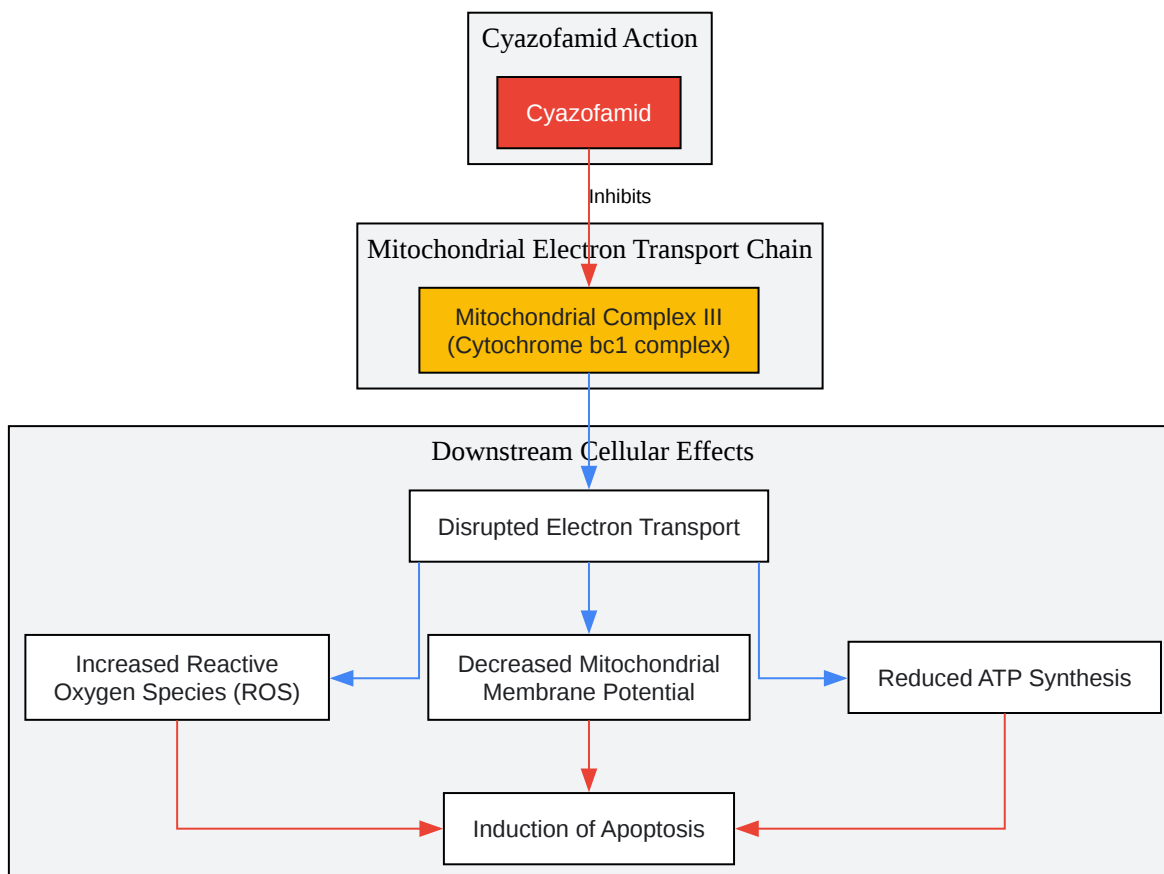 Cyazofamid Action
Cyazofamid
Inhibits
Mitochondrial Electron Transport Chain
Mitochondrial Complex III
(Cytochrome bc1 complex)
Downstream Cellular Effects
Disrupted Electron Transport
Increased Reactive
Oxygen Species (ROS)
Decreased Mitochondrial
Membrane Potential
Reduced ATP Synthesis
Induction of Apoptosis